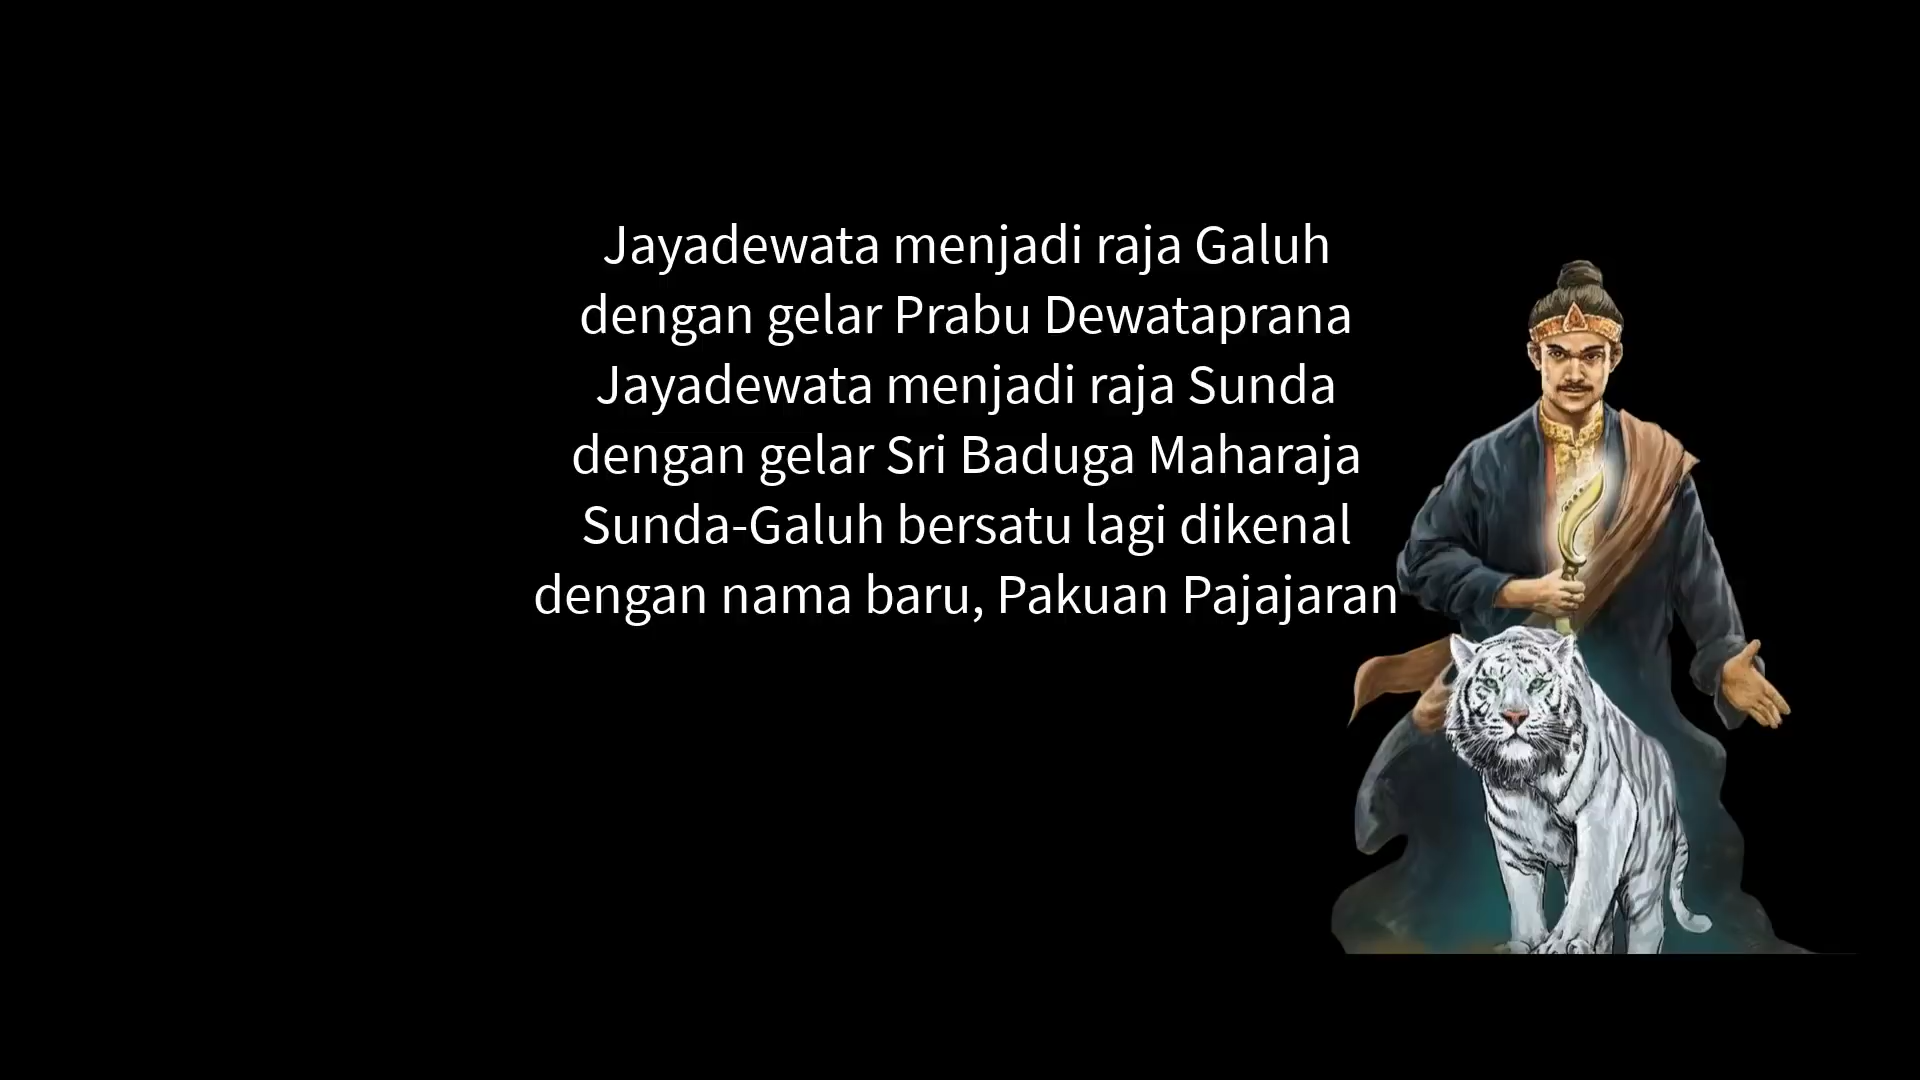 Jayadewata menjadi raja Galuh
dengan gelar Prabu Dewataprana
Jayadewata menjadi raja Sunda
dengan gelar Sri Baduga Maharaja
Sunda-Galuh bersatu lagi dikenal
dengan nama baru, Pakuan Pajajaran